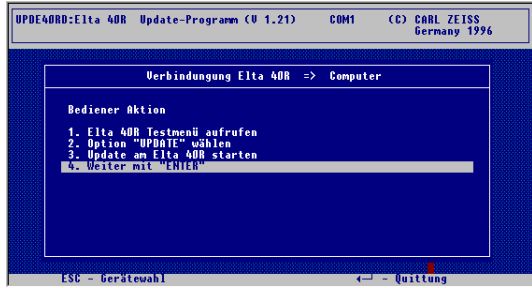 UPDE40RD:Elta 40R Update-Programm (V 1.21) COM1 (C) CARL ZEISS
Germany 1996
Verbindungung Elta 40R => Computer
Bediener Aktion
1. Elta 40R Testmenü aufrufen
2. Option "UPDATE" wählen
3. Update am Elta 40R starten
4. Weiter mit "ENTER"
ESC - Gerätewahl ←┘ - Quittung